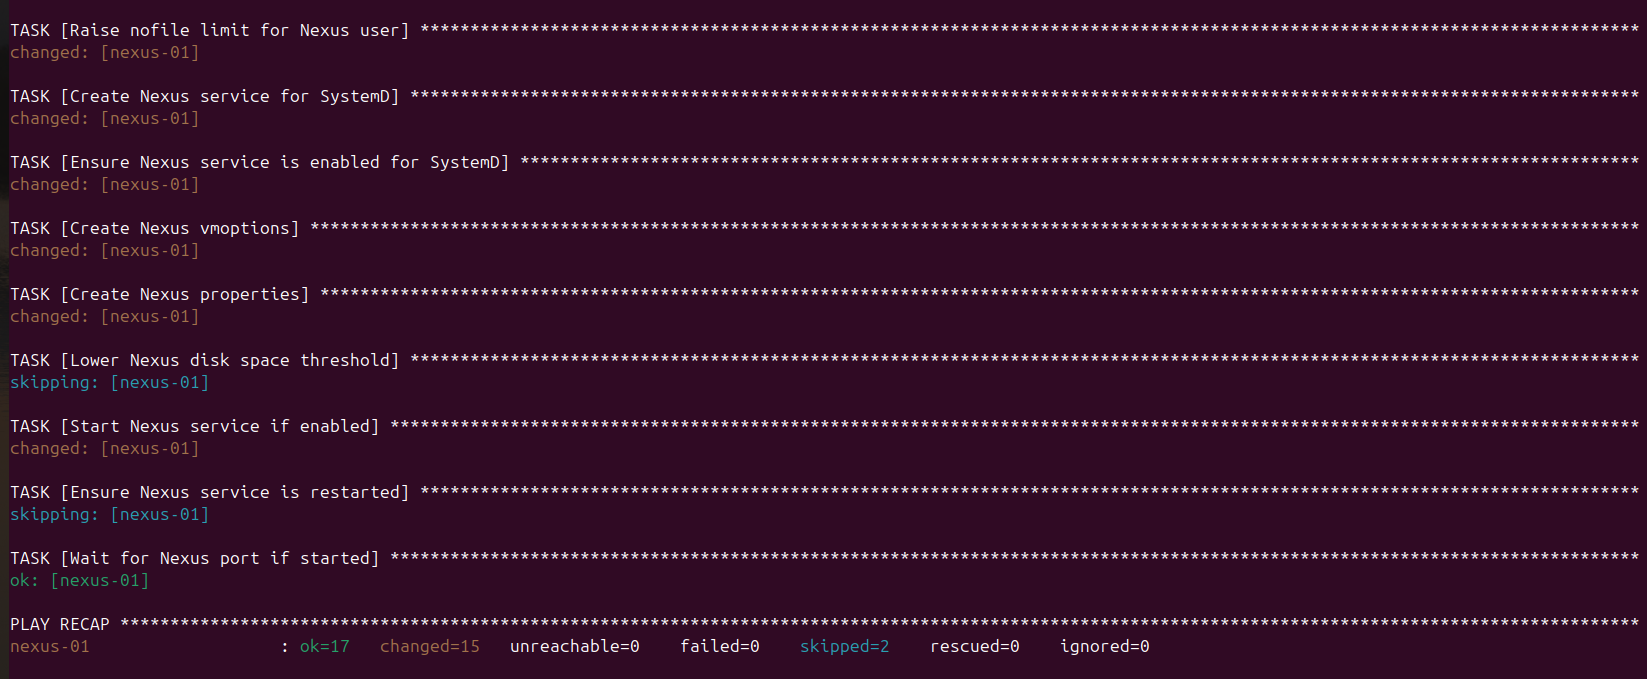 TASK [Raise nofile limit for Nexus user] **************************************************************************************************************************
changed: [nexus-01]
TASK [Create Nexus service for SystemD] ***************************************************************************************************************************
changed: [nexus-01]
TASK [Ensure Nexus service is enabled for SystemD] ****************************************************************************************************************
changed: [nexus-01]
TASK [Create Nexus vmoptions] *************************************************************************************************************************************
changed: [nexus-01]
TASK [Create Nexus properties] ************************************************************************************************************************************
changed: [nexus-01]
TASK [Lower Nexus disk space threshold] ***************************************************************************************************************************
skipping: [nexus-01]
TASK [Start Nexus service if enabled] *****************************************************************************************************************************
changed: [nexus-01]
TASK [Ensure Nexus service is restarted] **************************************************************************************************************************
skipping: [nexus-01]
TASK [Wait for Nexus port if started] *****************************************************************************************************************************
ok: [nexus-01]
PLAY RECAP ********************************************************************************************************************************************************
nexus-01                   : ok=17   changed=15   unreachable=0    failed=0    skipped=2    rescued=0    ignored=0